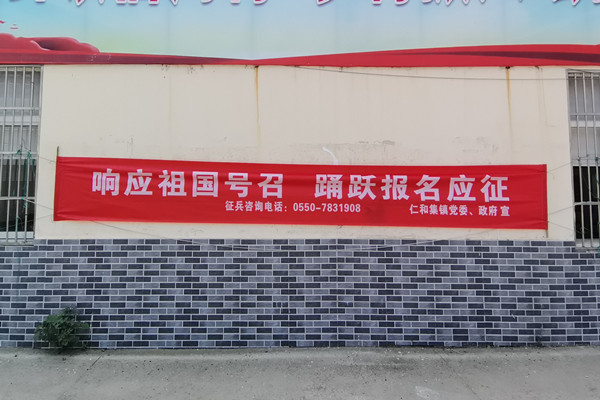 响应祖国号召 踊跃报名应征
征兵咨询电话：0550-7831908 仁和集镇党委、政府宣